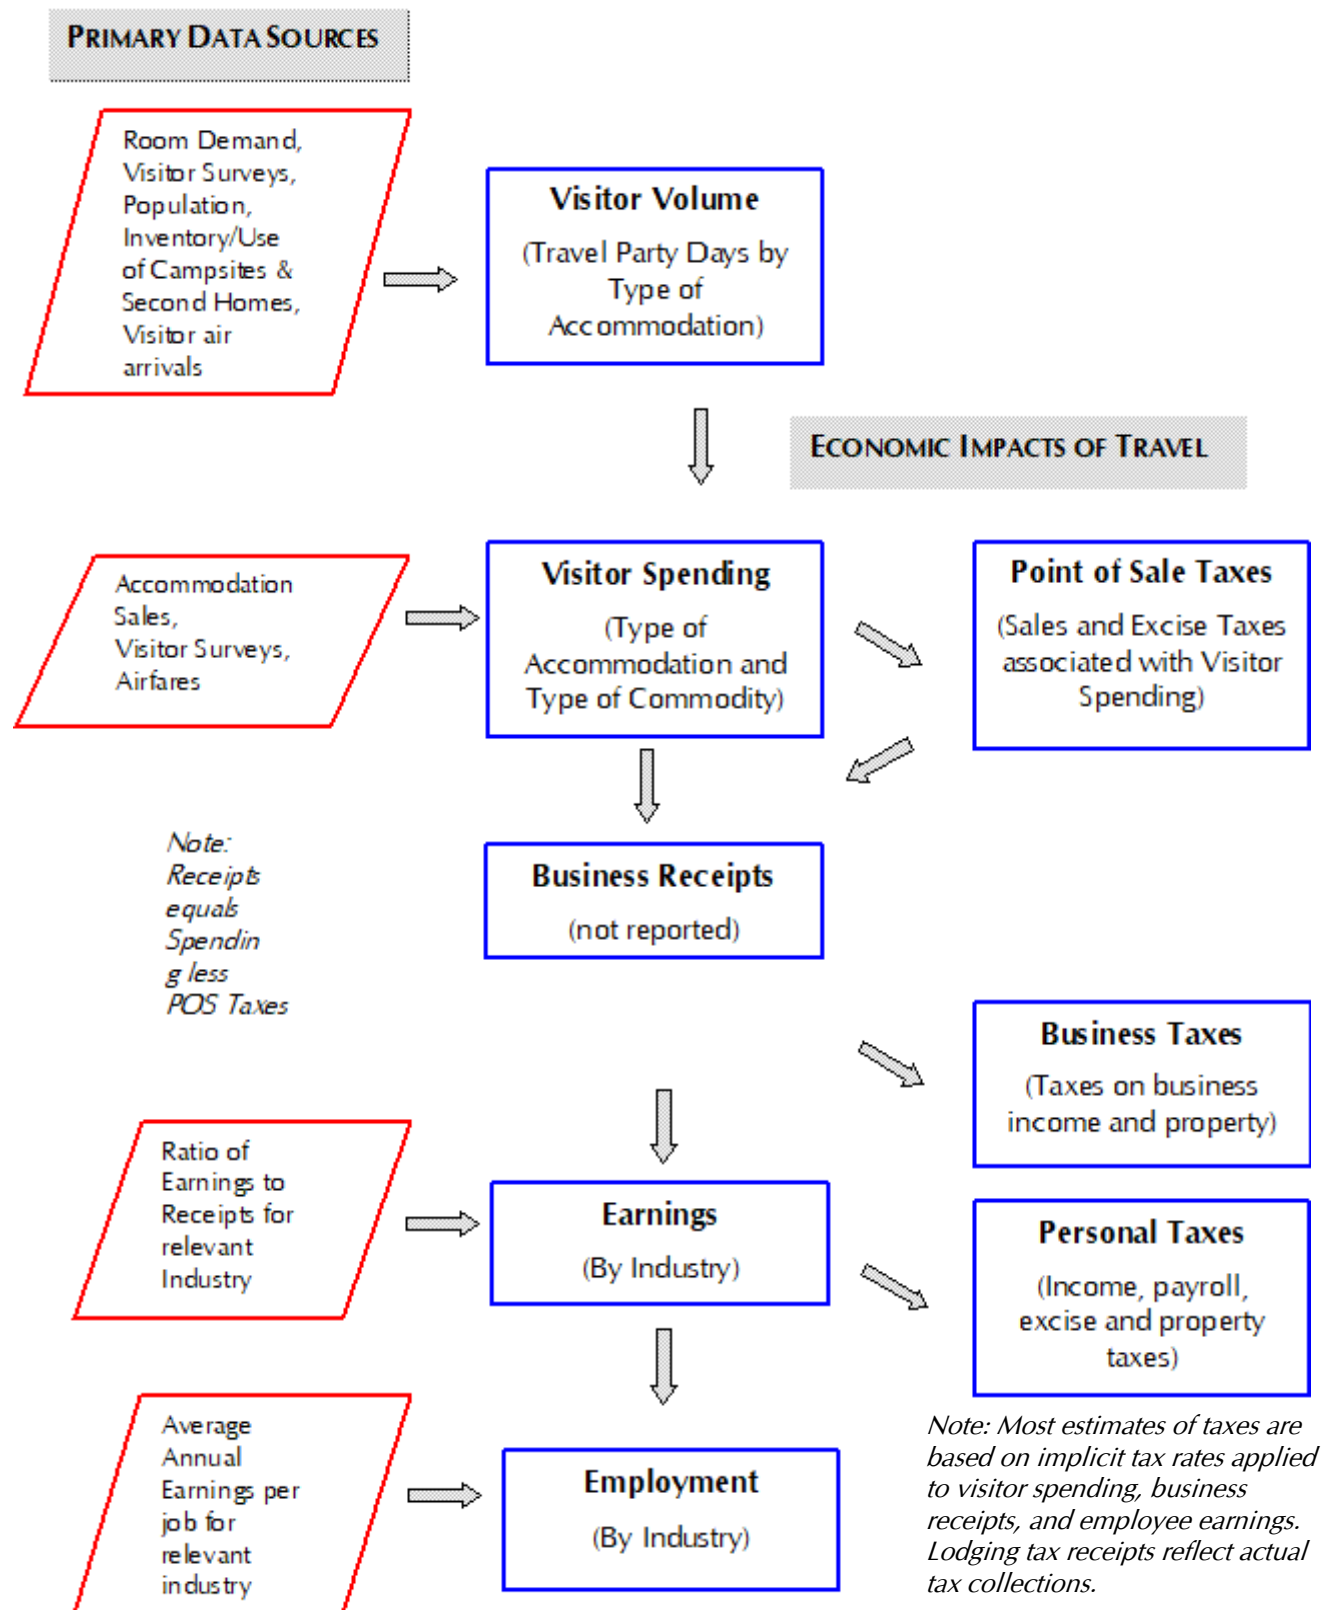 PRIMARY DATA SOURCES
Room Demand,
Visitor Surveys,
Population,
Inventory/Use
of Campsites &
Second Homes,
Visitor air
arrivals
Visitor Volume
(Travel Party Days by
Type of
Accommodation)
ECONOMIC IMPACTS OF TRAVEL
Accommodation
Sales,
Visitor Surveys,
Airfares
Visitor Spending
(Type of
Accommodation and
Type of Commodity)
Point of Sale Taxes
(Sales and Excise Taxes
associated with Visitor
Spending)
Note:
Receipts
equals
Spendin
g less
POS Taxes
Business Receipts
(not reported)
Business Taxes
(Taxes on business
income and property)
Ratio of
Earnings to
Receipts for
relevant
Industry
Earnings
(By Industry)
Personal Taxes
(Income, payroll,
excise and property
taxes)
Average
Annual
Earnings per
job for
relevant
industry
Employment
(By Industry)
Note: Most estimates of taxes are
based on implicit tax rates applied
to visitor spending, business
receipts, and employee earnings.
Lodging tax receipts reflect actual
tax collections.